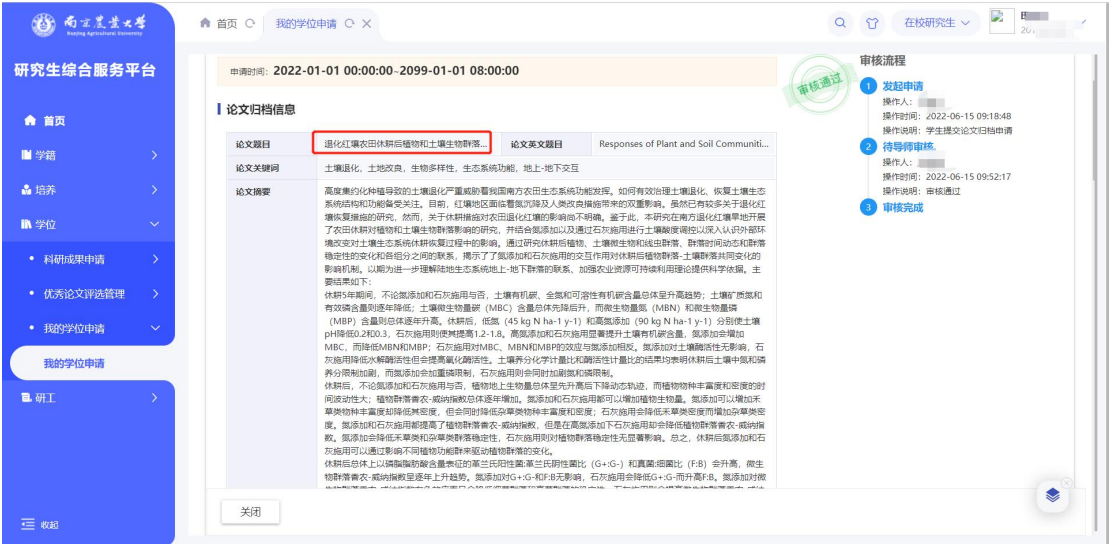 南京农业大学
Nanjing Agricultural University
首页
我的学位申请
在校研究生
研究生综合服务平台
首页
学籍
培养
学位
科研成果申请
优秀论文评选管理
我的学位申请
我的学位申请
研工
收起
申请时间: 2022-01-01 00:00:00~2099-01-01 08:00:00
论文归档信息
论文题目 退化红壤农田休耕后植物和土壤生物群落... 论文英文题目 Responses of Plant and Soil Communiti...
论文关键词 土壤退化，土地改良，生物多样性，生态系统功能，地上-地下交互
论文摘要 高度集约化种植导致的土壤退化严重威胁着我国南方农田生态系统功能发挥。如何有效治理土壤退化、恢复土壤生态
系统结构和功能备受关注。目前，红壤地区面临着氮沉降及人类改良措施带来的双重影响。虽然已有较多关于退化红
壤恢复措施的研究，然而，关于休耕措施对农田退化红壤的影响尚不明确。鉴于此，本研究在南方退化红壤旱地开展
了农田休耕对植物和土壤生物群落影响的研究，并结合氮添加以及通过石灰施用进行土壤酸度调控以深入认识外部环
境改变对土壤生态系统休耕恢复过程中的影响。通过研究休耕后植物、土壤微生物和线虫群落、群落时间动态和群落
稳定性的变化和各组分之间的联系，揭示了了氮添加和石灰施用的交互作用对休耕后植物群落-土壤群落共同变化的
影响机制。以期为进一步理解陆地生态系统地上-地下群落的联系、加强农业资源可持续利用理论提供科学依据。主
要结果如下：
休耕5年期间，不论氮添加和石灰施用与否，土壤有机碳、全氮和可溶性有机碳含量总体呈升高趋势；土壤矿质氮和
有效磷含量则逐年降低；土壤微生物量碳（MBC）含量总体先降后升，而微生物量氮（MBN）和微生物量磷
（MBP）含量则总体逐年升高。休耕后，低氮（45 kg N ha-1 y-1）和高氮添加（90 kg N ha-1 y-1）分别使土壤
pH降低0.2和0.3，石灰施用则使其提高1.2-1.8。高氮添加和石灰施用显著提升土壤有机碳含量，氮添加会增加
MBC，而降低MBN和MBP；石灰施用对MBC、MBN和MBP的效应与氮添加相反。氮添加对土壤酶活性无影响，石
灰施用降低水解酶活性但会提高氧化酶活性。土壤养分化学计量比和酶活性计量比的结果均表明休耕后土壤中氮和磷
养分限制加剧，而氮添加会加重磷限制，石灰施用则会同时加剧氮和磷限制。
休耕后，不论氮添加和石灰施用与否，植物地上生物量总体呈先升高后下降动态轨迹，而植物物种丰富度和密度的时
间波动性大；植物群落香农-威纳指数总体逐年增加。氮添加和石灰施用都可以增加植物生物量。氮添加可以增加禾
草类物种丰富度却降低其密度，但会同时降低杂草类物种丰富度和密度；石灰施用会降低禾草类密度而增加杂草类密
度。氮添加和石灰施用都提高了植物群落香农-威纳指数，但是在高氮添加下石灰施用却会降低植物群落香农-威纳指
数。氮添加会降低禾草类和杂草类群落稳定性，石灰施用则对植物群落稳定性无显著影响。总之，休耕后氮添加和石
灰施用可以通过影响不同植物功能群来驱动植物群落的变化。
休耕后总体上以磷脂脂肪酸含量表征的革兰氏阳性菌:革兰氏阴性菌比（G+:G-）和真菌:细菌比（F:B）会升高，微生
物群落香农-威纳指数呈逐年上升趋势。氮添加对G+:G-和F:B无影响，石灰施用会降低G+:G-而升高F:B。氮添加对微
关闭
审核通过
审核流程
1 发起申请
操作人：
操作时间：2022-06-15 09:18:48
操作说明：学生提交论文归档申请
2 待导师审核
操作人：
操作时间：2022-06-15 09:52:17
操作说明：审核通过
3 审核完成